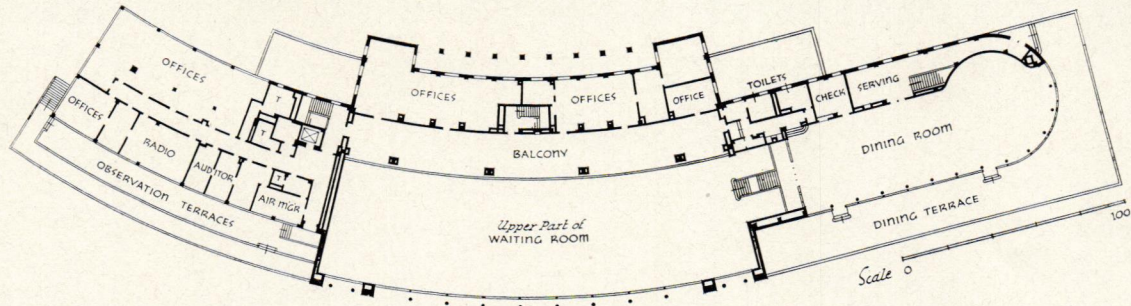 OFFICES
OFFICES
RADIO
AUDITOR
AIR MGR
OBSERVATION TERRACES
T
T
T
OFFICES
OFFICES
OFFICE
BALCONY
Upper Part of
WAITING ROOM
TOILETS
CHECK
SERVING
DINING ROOM
DINING TERRACE
Scale 0
100